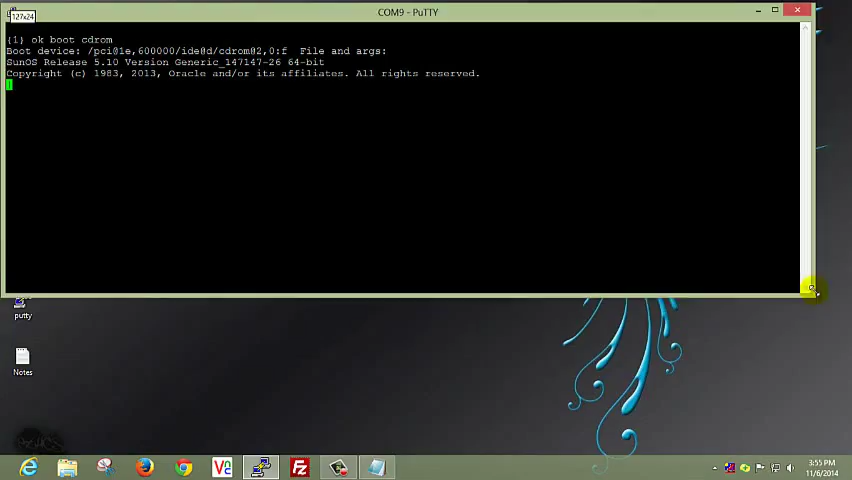 COM9 - PuTTY
127x24
{1} ok boot cdrom
Boot device: /pci@1e,600000/ide@d/cdrom@2,0:f  File and args:
SunOS Release 5.10 Version Generic_147147-26 64-bit
Copyright (c) 1983, 2013, Oracle and/or its affiliates. All rights reserved.
putty
Notes
3:55 PM
11/6/2014